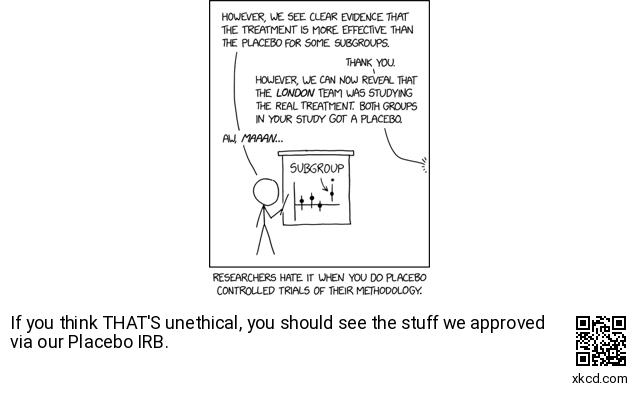 HOWEVER, WE SEE CLEAR EVIDENCE THAT
THE TREATMENT IS MORE EFFECTIVE THAN
THE PLACEBO FOR SOME SUBGROUPS.
THANK YOU.
HOWEVER, WE CAN NOW REVEAL THAT
THE LONDON TEAM WAS STUDYING
THE REAL TREATMENT. BOTH GROUPS
IN YOUR STUDY GOT A PLACEBO.
AW, MAAAN...
SUBGROUP
RESEARCHERS HATE IT WHEN YOU DO PLACEBO
CONTROLLED TRIALS OF THEIR METHODOLOGY.
If you think THAT'S unethical, you should see the stuff we approved
via our Placebo IRB.
xkcd.com